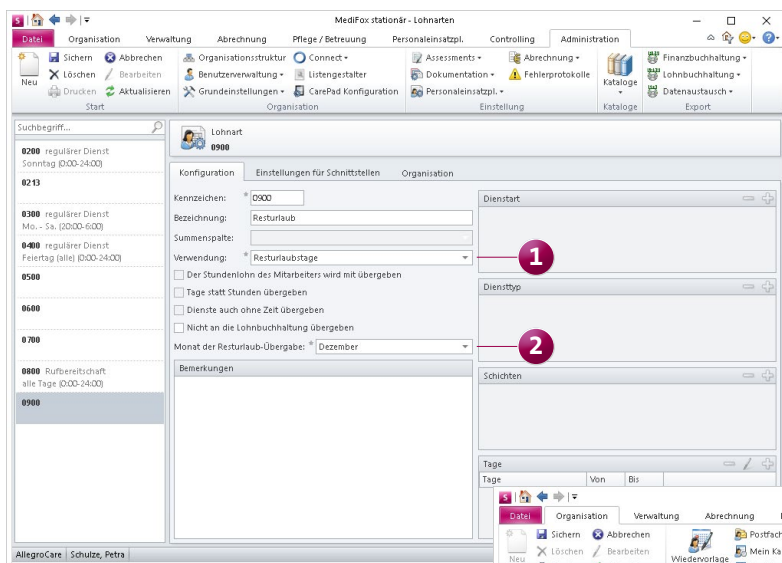 MediFox stationär - Lohnarten
Datei Organisation Verwaltung Abrechnung Pflege / Betreuung Personaleinsatzpl. Controlling Administration
Neu
Sichern Abbrechen
Löschen Bearbeiten
Drucken Aktualisieren
Start
Organisationsstruktur Connect
Benutzerverwaltung Listengestalter
Grundeinstellungen CarePad Konfiguration
Organisation
Assessments Abrechnung
Dokumentation Fehlerprotokolle
Personaleinsatzpl.
Einstellung
Kataloge
Kataloge
Finanzbuchhaltung
Lohnbuchhaltung
Datenaustausch
Export
Suchbegriff...
0200 regulärer Dienst
Sonntag (0:00-24:00)
0213
0300 regulärer Dienst
Mo. - Sa. (20:00-6:00)
0400 regulärer Dienst
Feiertag (alle) (0:00-24:00)
0500
0600
0700
0800 Rufbereitschaft
alle Tage (0:00-24:00)
0900
Lohnart
0900
Konfiguration Einstellungen für Schnittstellen Organisation
Kennzeichen: * 0900
Bezeichnung: Resturlaub
Summenspalte:
Verwendung: * Resturlaubstage
1
Der Stundenlohn des Mitarbeiters wird mit übergeben
Tage statt Stunden übergeben
Dienste auch ohne Zeit übergeben
Nicht an die Lohnbuchhaltung übergeben
Monat der Resturlaub-Übergabe: * Dezember
2
Bemerkungen
Dienstart
Diensttyp
Schichten
Tage
Tage Von Bis
Datei Organisation Verwaltung Abrechnung
Neu
Sichern Abbrechen
Löschen Bearbeiten
Wiedervorlage
Postfach
Mein Ka
AllegroCare Schulze, Petra